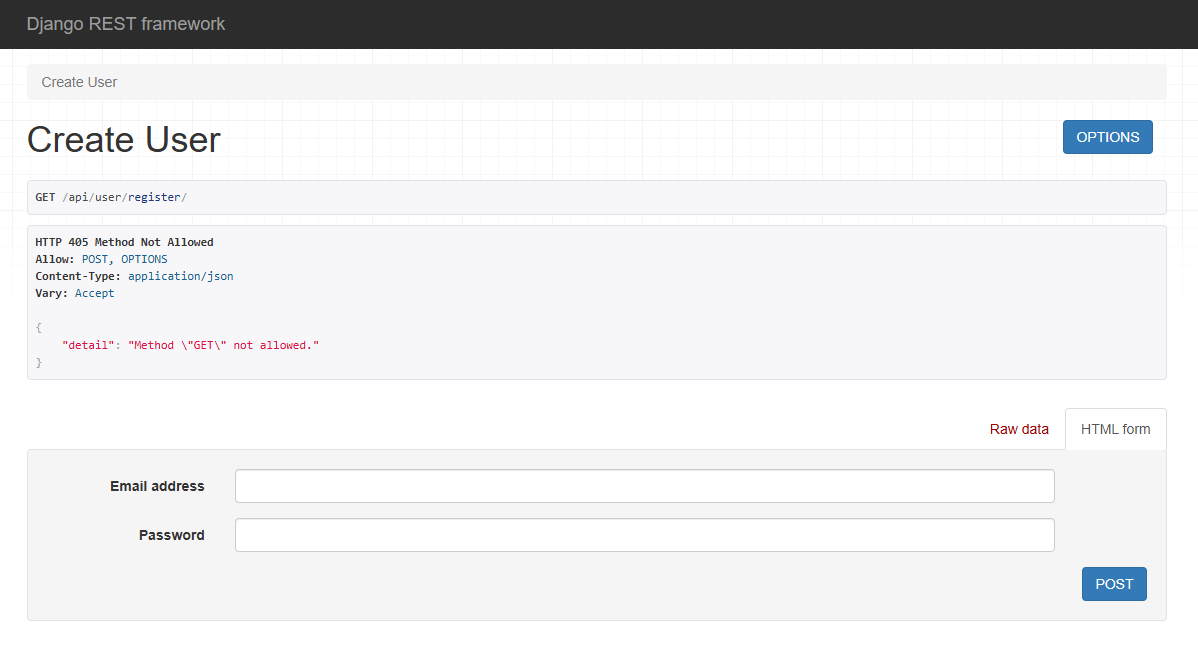 Django REST framework
Create User
Create User
OPTIONS
GET /api/user/register/
HTTP 405 Method Not Allowed
Allow: POST, OPTIONS
Content-Type: application/json
Vary: Accept
{
    "detail": "Method \"GET\" not allowed."
}
Raw data
HTML form
Email address
Password
POST